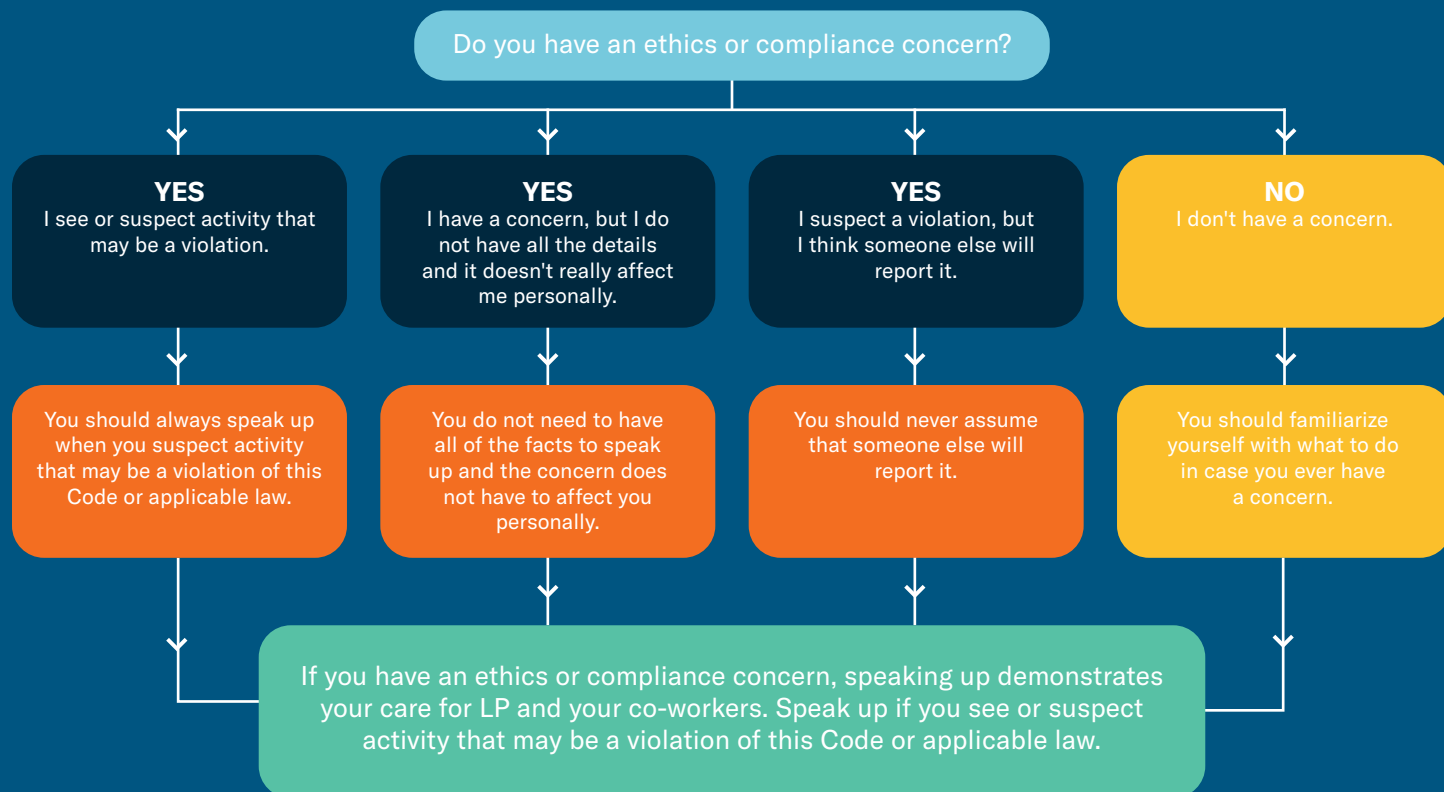 Do you have an ethics or compliance concern?
YES
I see or suspect activity that
may be a violation.
YES
I have a concern, but I do
not have all the details
and it doesn't really affect
me personally.
YES
I suspect a violation, but
I think someone else will
report it.
NO
I don't have a concern.
You should always speak up
when you suspect activity
that may be a violation of this
Code or applicable law.
You do not need to have
all of the facts to speak
up and the concern does
not have to affect you
personally.
You should never assume
that someone else will
report it.
You should familiarize
yourself with what to do
in case you ever have
a concern.
If you have an ethics or compliance concern, speaking up demonstrates
your care for LP and your co-workers. Speak up if you see or suspect
activity that may be a violation of this Code or applicable law.